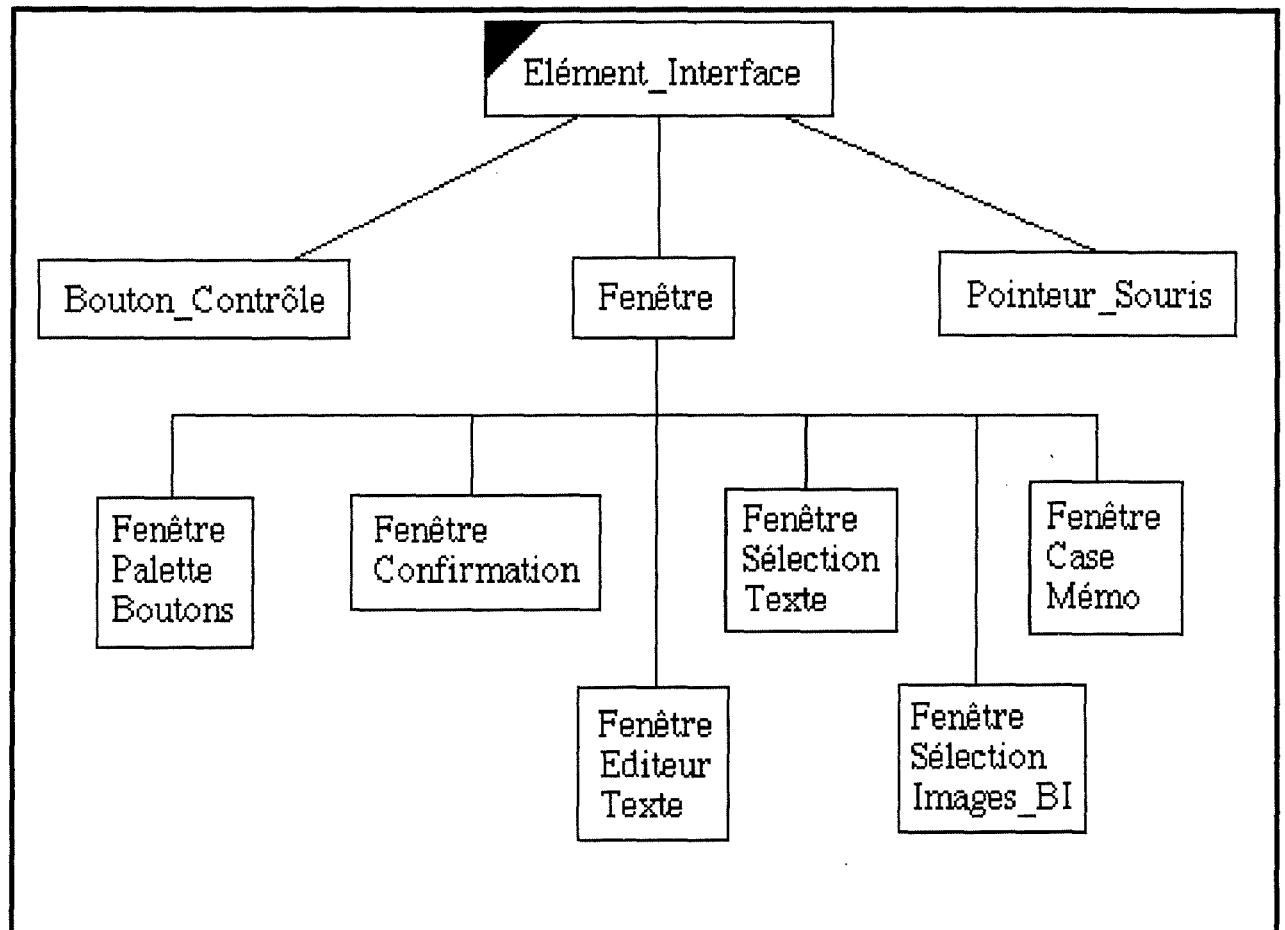 Elément_Interface
Bouton_Contrôle
Fenêtre
Pointeur_Souris
Fenêtre
Palette
Boutons
Fenêtre
Confirmation
Fenêtre
Sélection
Texte
Fenêtre
Case
Mémo
Fenêtre
Editeur
Texte
Fenêtre
Sélection
Images_BI